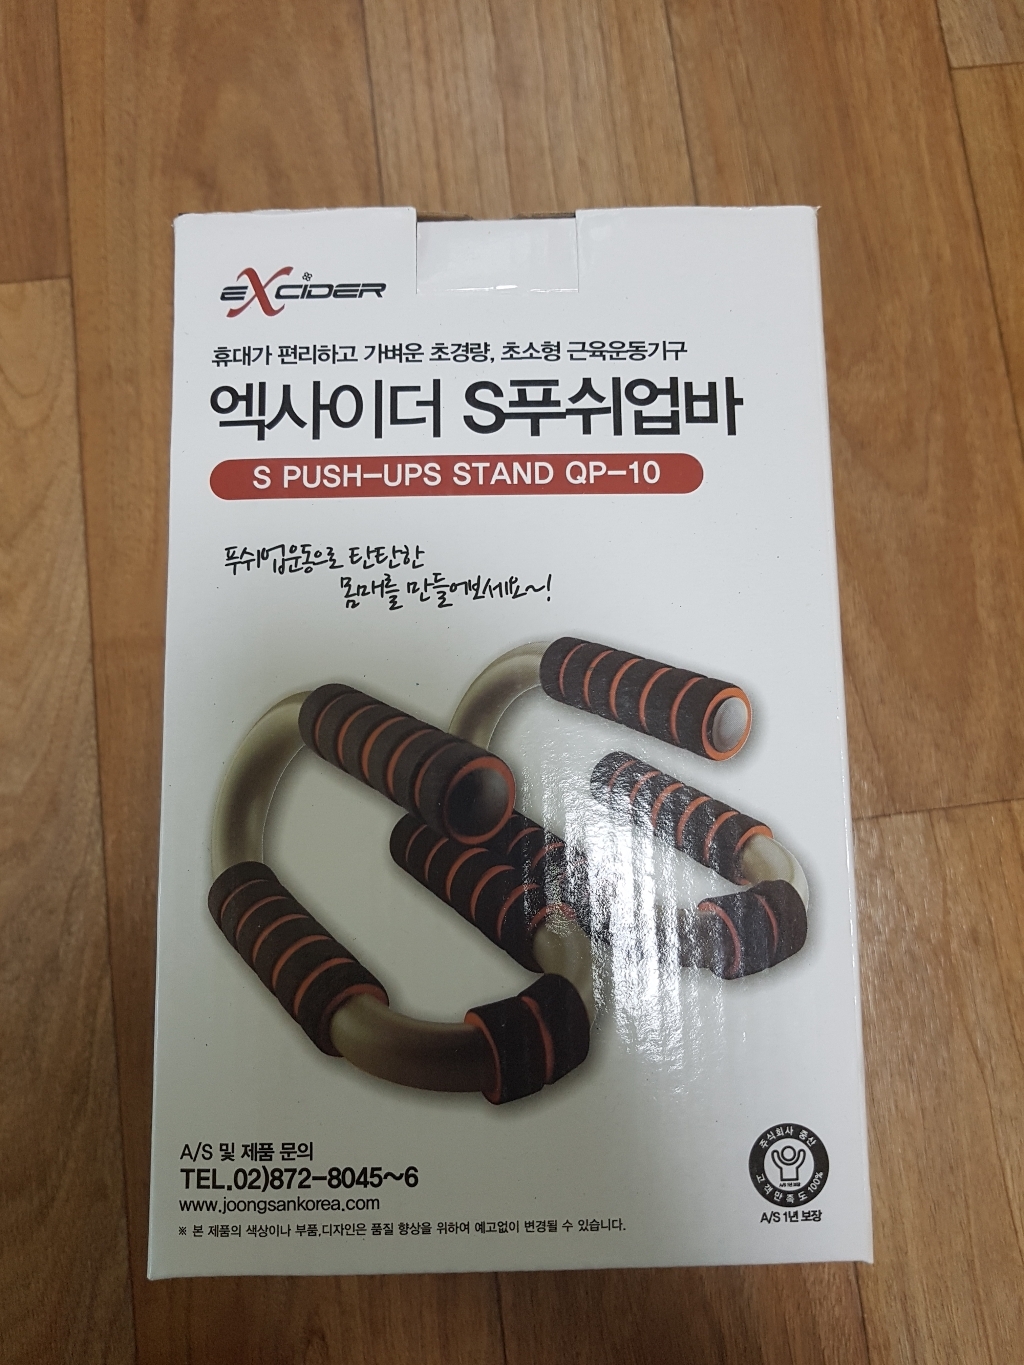 EXCIDER
휴대가 편리하고 가벼운 초경량, 초소형 근육운동기구
엑사이더 S푸쉬업바
S PUSH-UPS STAND QP-10
푸쉬업운동으로 탄탄한
몸매를 만들어보세요~!
A/S 및 제품 문의
TEL.02)872-8045~6
www.joongsankorea.com
※ 본 제품의 색상이나 부품,디자인은 품질 향상을 위하여 예고없이 변경될 수 있습니다.
주식회사 중산
A/S 1년 보장
고객만족도 100%
A/S 1년 보장